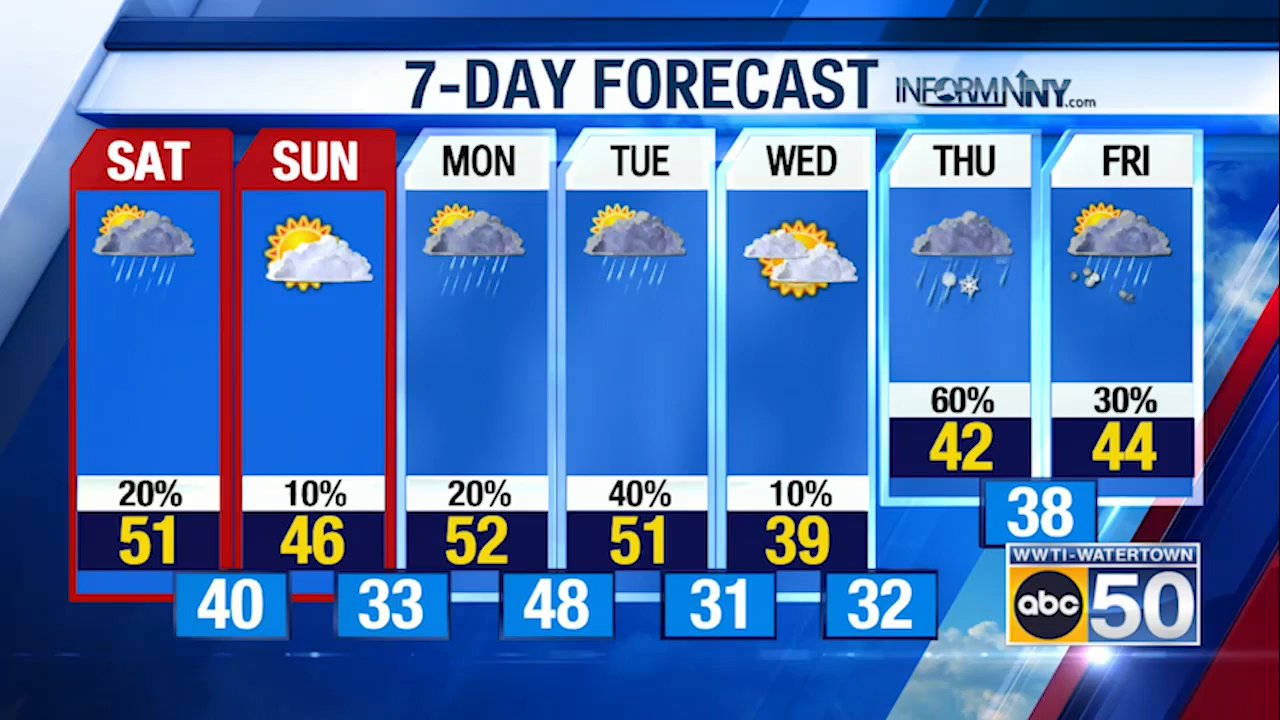 7-DAY FORECAST INFORMNNY.com
SAT SUN MON TUE WED THU FRI
60% 30%
42 44
20% 10% 20% 40% 10%
51 46 52 51 39
38
WWTI-WATERTOWN
40 33 48 31 32
abc 50